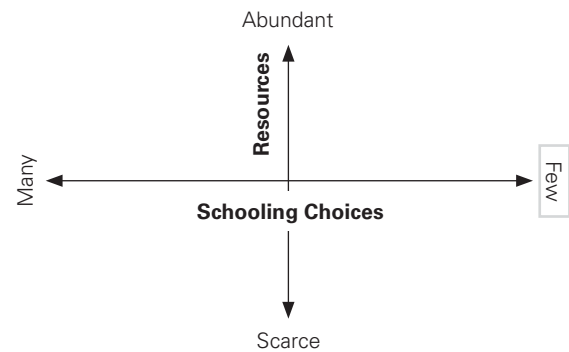 Abundant
Resources
Many
Few
Schooling Choices
Scarce